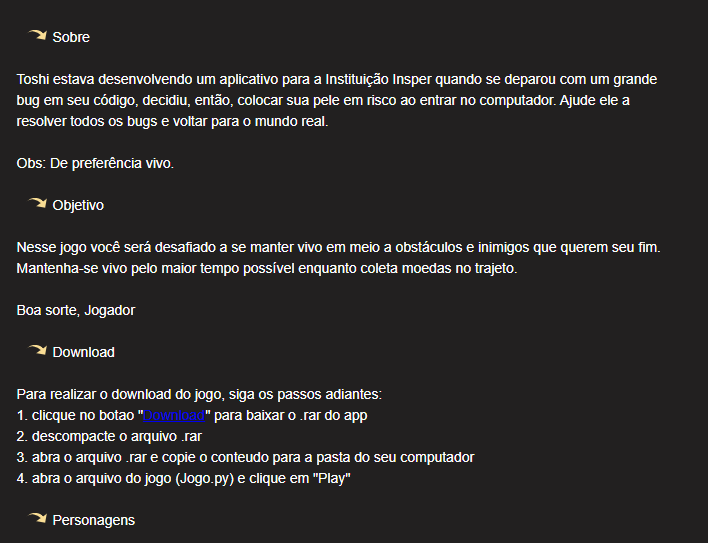 Sobre
Toshi estava desenvolvendo um aplicativo para a Instituição Insper quando se deparou com um grande
bug em seu código, decidiu, então, colocar sua pele em risco ao entrar no computador. Ajude ele a
resolver todos os bugs e voltar para o mundo real.
Obs: De preferência vivo.
Objetivo
Nesse jogo você será desafiado a se manter vivo em meio a obstáculos e inimigos que querem seu fim.
Mantenha-se vivo pelo maior tempo possível enquanto coleta moedas no trajeto.
Boa sorte, Jogador
Download
Para realizar o download do jogo, siga os passos adiantes:
1. clicque no botao "Download" para baixar o .rar do app
2. descompacte o arquivo .rar
3. abra o arquivo .rar e copie o conteudo para a pasta do seu computador
4. abra o arquivo do jogo (Jogo.py) e clique em "Play"
Personagens